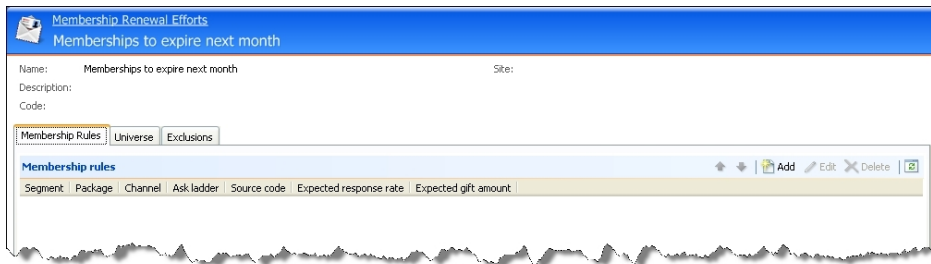 Membership Renewal Efforts
Memberships to expire next month
Name: Memberships to expire next month Site:
Description:
Code:
Membership Rules Universe Exclusions
Membership rules Add Edit Delete
Segment Package Channel Ask ladder Source code Expected response rate Expected gift amount